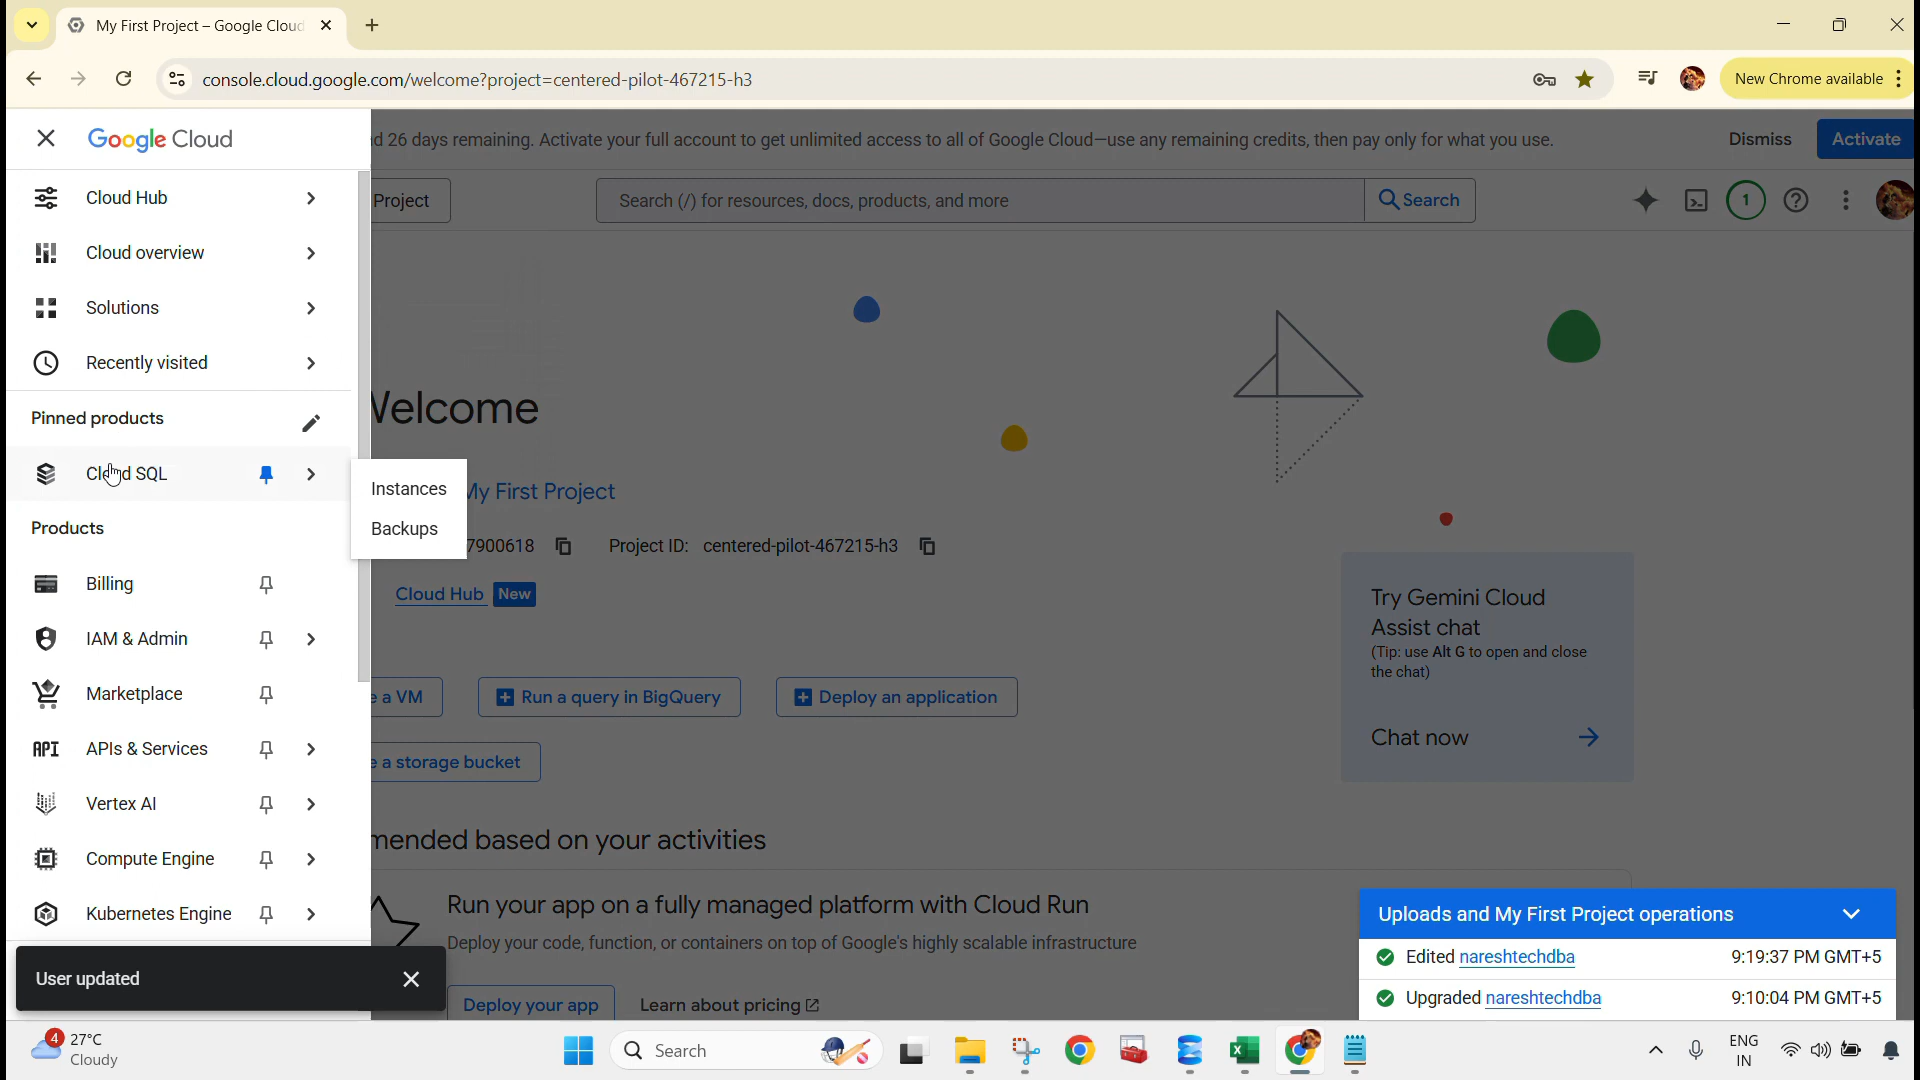 My First Project – Google Cloud
console.cloud.google.com/welcome?project=centered-pilot-467215-h3
New Chrome available
Google Cloud
26 days remaining. Activate your full account to get unlimited access to all of Google Cloud—use any remaining credits, then pay only for what you use.
Dismiss
Activate
Cloud Hub
Project
Search (/) for resources, docs, products, and more
Search
1
Cloud overview
Solutions
Recently visited
Pinned products
Welcome
Cloud SQL
Instances
Backups
My First Project
Products
7900618
Project ID: centered-pilot-467215-h3
Billing
Cloud Hub New
Try Gemini Cloud
Assist chat
(Tip: use Alt G to open and close
the chat)
Chat now
IAM & Admin
Marketplace
e a VM
Run a query in BigQuery
Deploy an application
API APIs & Services
e a storage bucket
Vertex AI
mended based on your activities
Compute Engine
Kubernetes Engine
Run your app on a fully managed platform with Cloud Run
Deploy your code, function, or containers on top of Google's highly scalable infrastructure
Deploy your app
Learn about pricing
User updated
Uploads and My First Project operations
Edited nareshtechdba 9:19:37 PM GMT+5
Upgraded nareshtechdba 9:10:04 PM GMT+5
4
27°C
Cloudy
Search
ENG
IN